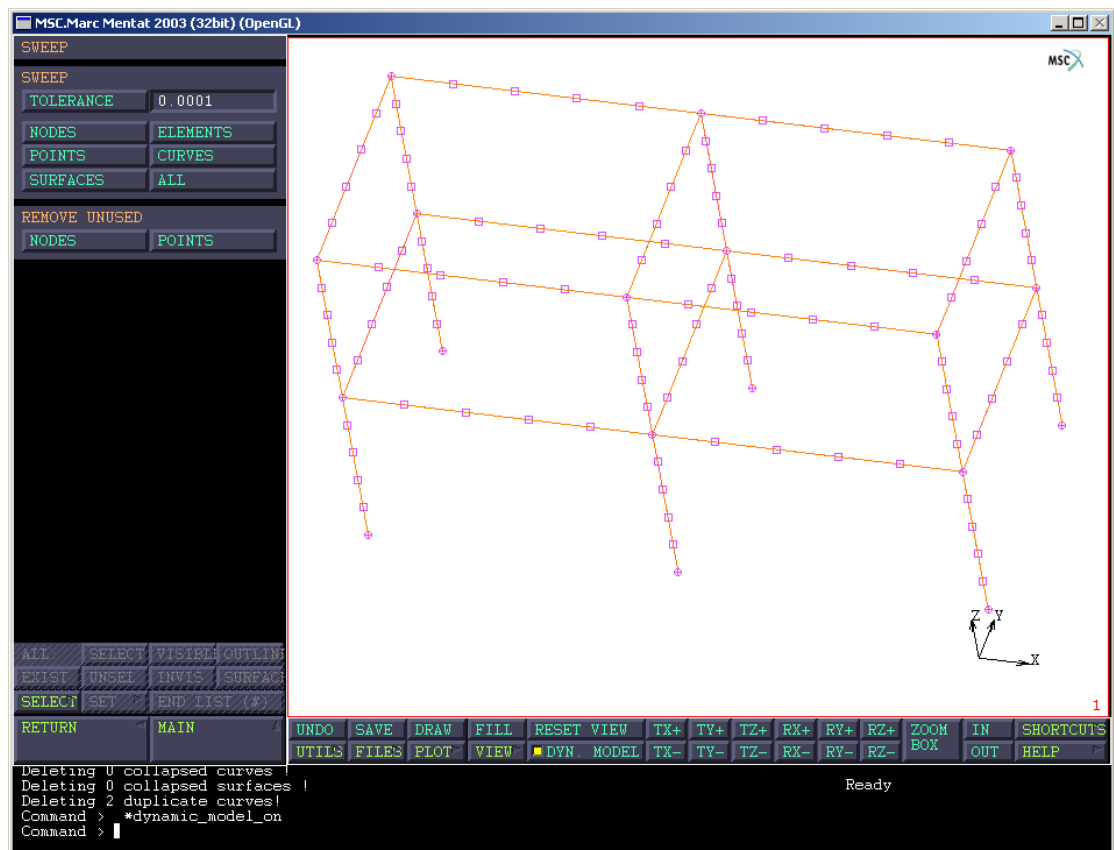 MSC.Marc Mentat 2003 (32bit) (OpenGL)
SWEEP
SWEEP
TOLERANCE 0.0001
NODES ELEMENTS
POINTS CURVES
SURFACES ALL
REMOVE UNUSED
NODES POINTS
MSC
Z Y
X
1
ALL SELECT VISIBLE OUTLINE
EXIST UNSEL INVIS SURFACE
SELECT SET END LIST (#)
RETURN MAIN
UNDO SAVE DRAW FILL RESET VIEW TX+ TY+ TZ+ RX+ RY+ RZ+ ZOOM BOX IN SHORTCUTS
UTILS FILES PLOT VIEW DYN. MODEL TX- TY- TZ- RX- RY- RZ- OUT HELP
Deleting 0 collapsed curves !
Deleting 0 collapsed surfaces !
Deleting 2 duplicate curves!
Command > *dynamic_model_on
Command >
Ready